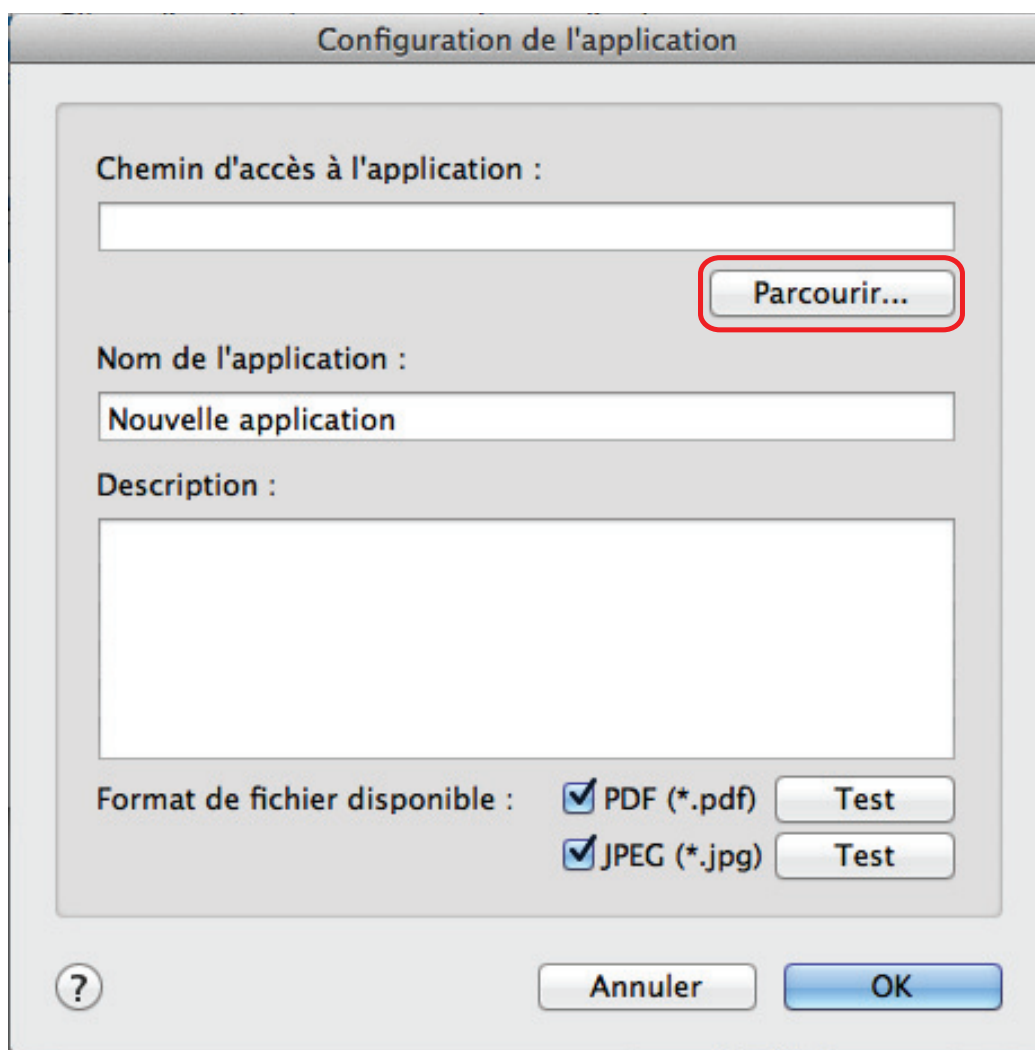 Configuration de l'application
Chemin d'accès à l'application :
Parcourir...
Nom de l'application :
Nouvelle application
Description :
Format de fichier disponible :
PDF (*.pdf)
Test
JPEG (*.jpg)
Test
?
Annuler
OK